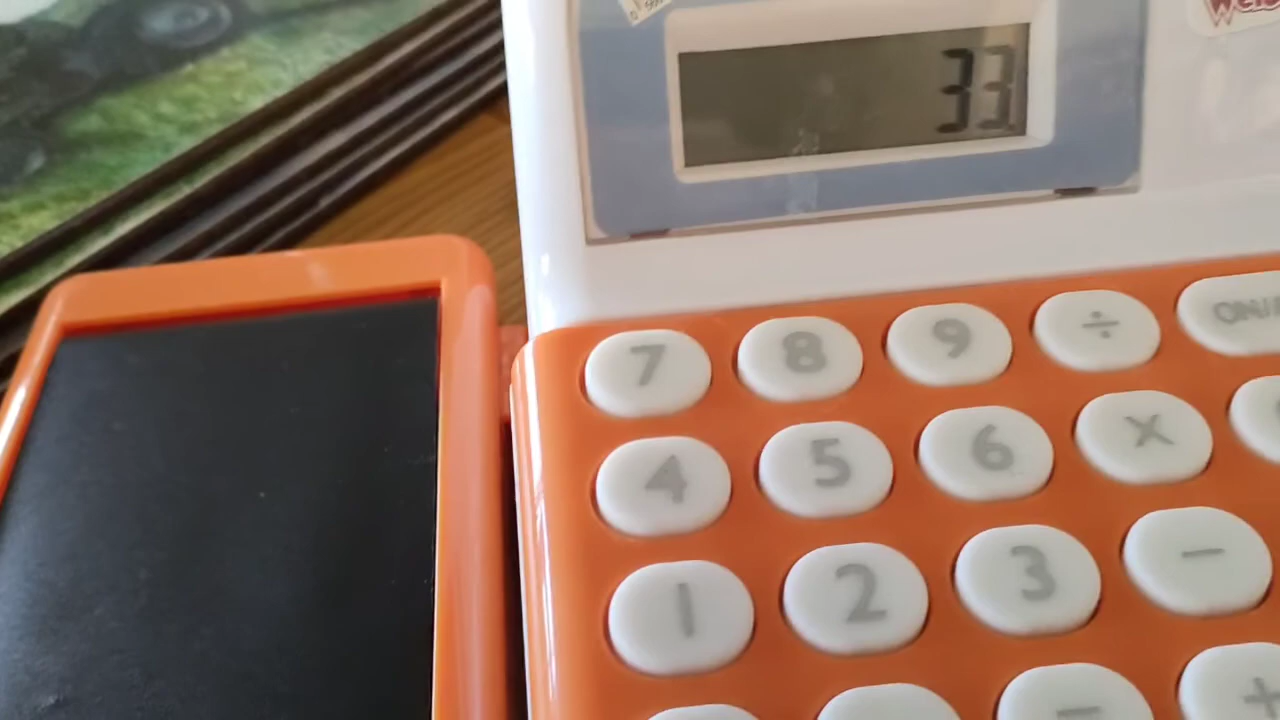 33
7 8 9 ÷
4 5 6 ×
1 2 3 −
= +